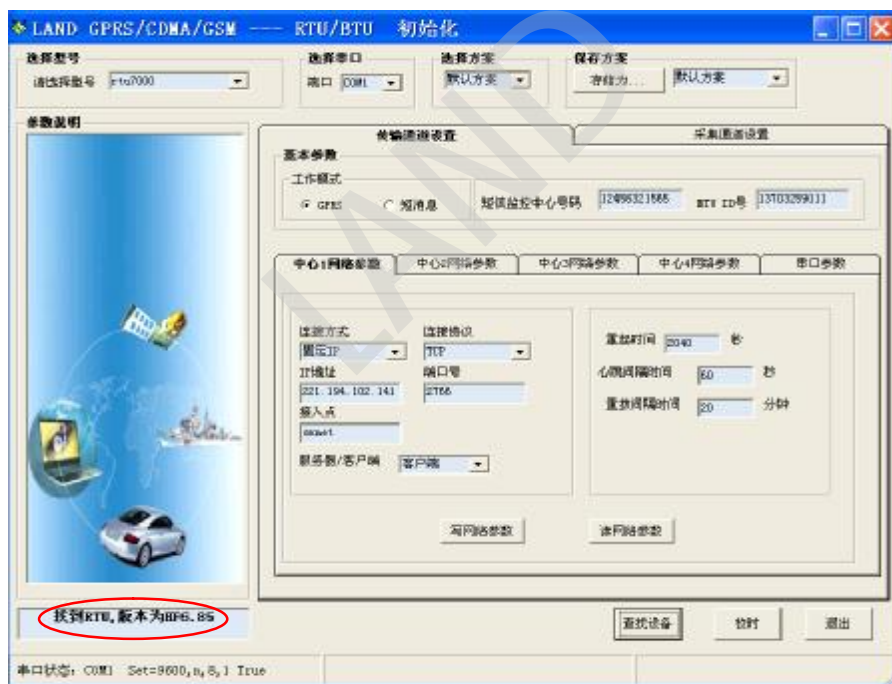 LAND GPRS/CDMA/GSM --- RTU/BTU 初始化
选择型号
请选择型号 rtu7000
选择串口
端口 COM1
选择方案
默认方案
保存方案
存储为... 默认方案
参数说明
传输通道设置 采集通道设置
基本参数
工作模式
GPRS 短消息
短信监控中心号码 RTU ID号
中心1网络参数 中心2网络参数 中心3网络参数 中心4网络参数 串口参数
连接方式 连接协议
固定IP TCP
IP地址 端口号
221.194.102.141
接入点
服务器/客户端 客户端
重启时间 2040 秒
心跳间隔时间 60 秒
重拨间隔时间 20 分钟
写网络参数 读网络参数
找到RTU,版本为HF6.85
查找设备 校时 退出
串口状态: COM1 Set=9600,n,8,1 True
LAND